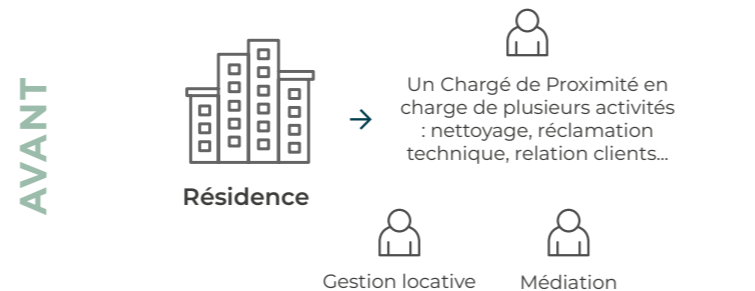 AVANT
Un Chargé de Proximité en
charge de plusieurs activités
: nettoyage, réclamation
technique, relation clients...
Résidence
Gestion locative
Médiation